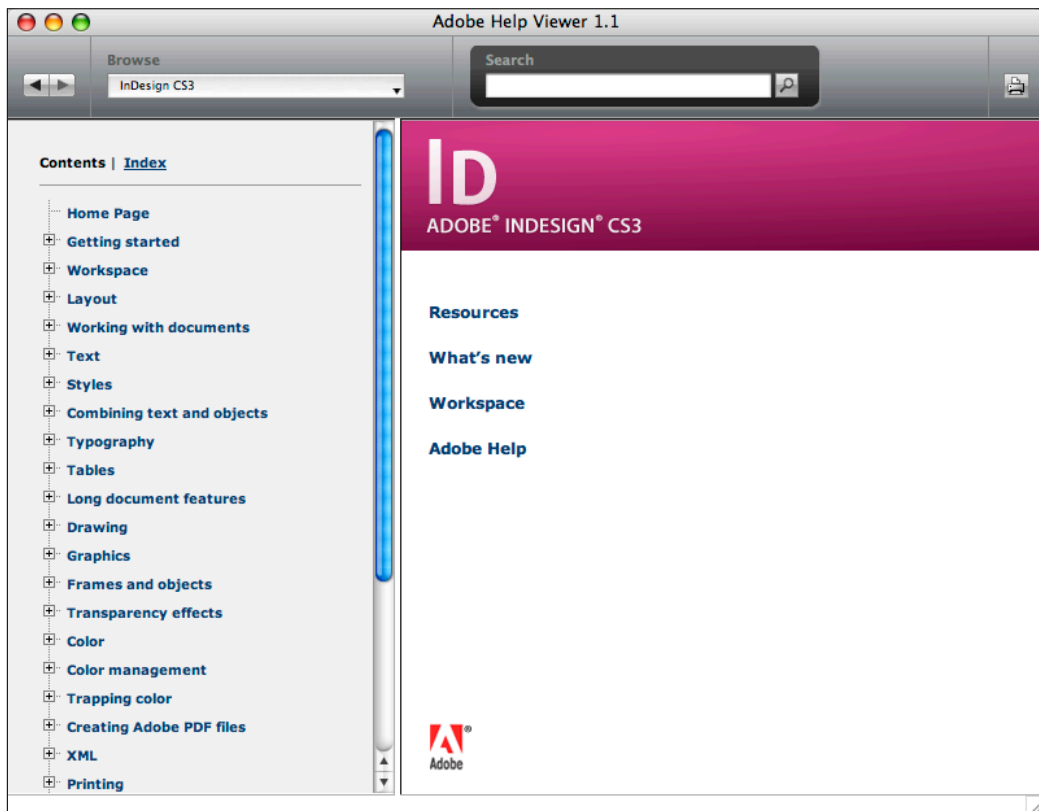 Adobe Help Viewer 1.1
Browse
InDesign CS3
Search
Contents | Index
Home Page
Getting started
Workspace
Layout
Working with documents
Text
Styles
Combining text and objects
Typography
Tables
Long document features
Drawing
Graphics
Frames and objects
Transparency effects
Color
Color management
Trapping color
Creating Adobe PDF files
XML
Printing
ID
ADOBE® INDESIGN® CS3
Resources
What's new
Workspace
Adobe Help
®
Adobe